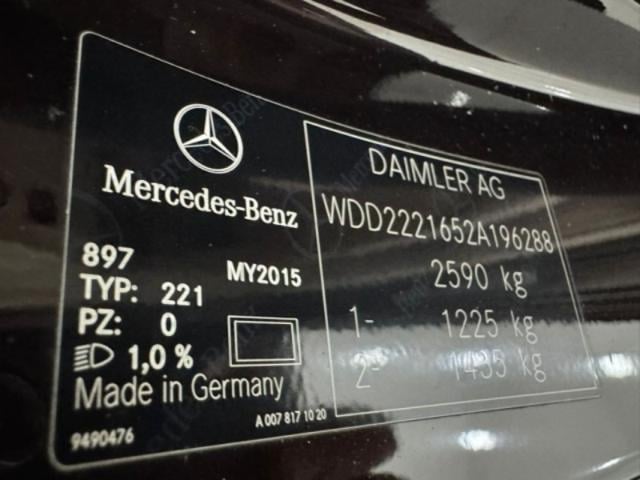 Mercedes-Benz
897 MY2015
TYP: 221
PZ: 0
1,0 %
Made in Germany
9490476 A 007 817 10 20
DAIMLER AG
WDD2221652A196288
2590 kg
1- 1225 kg
2- 1435 kg